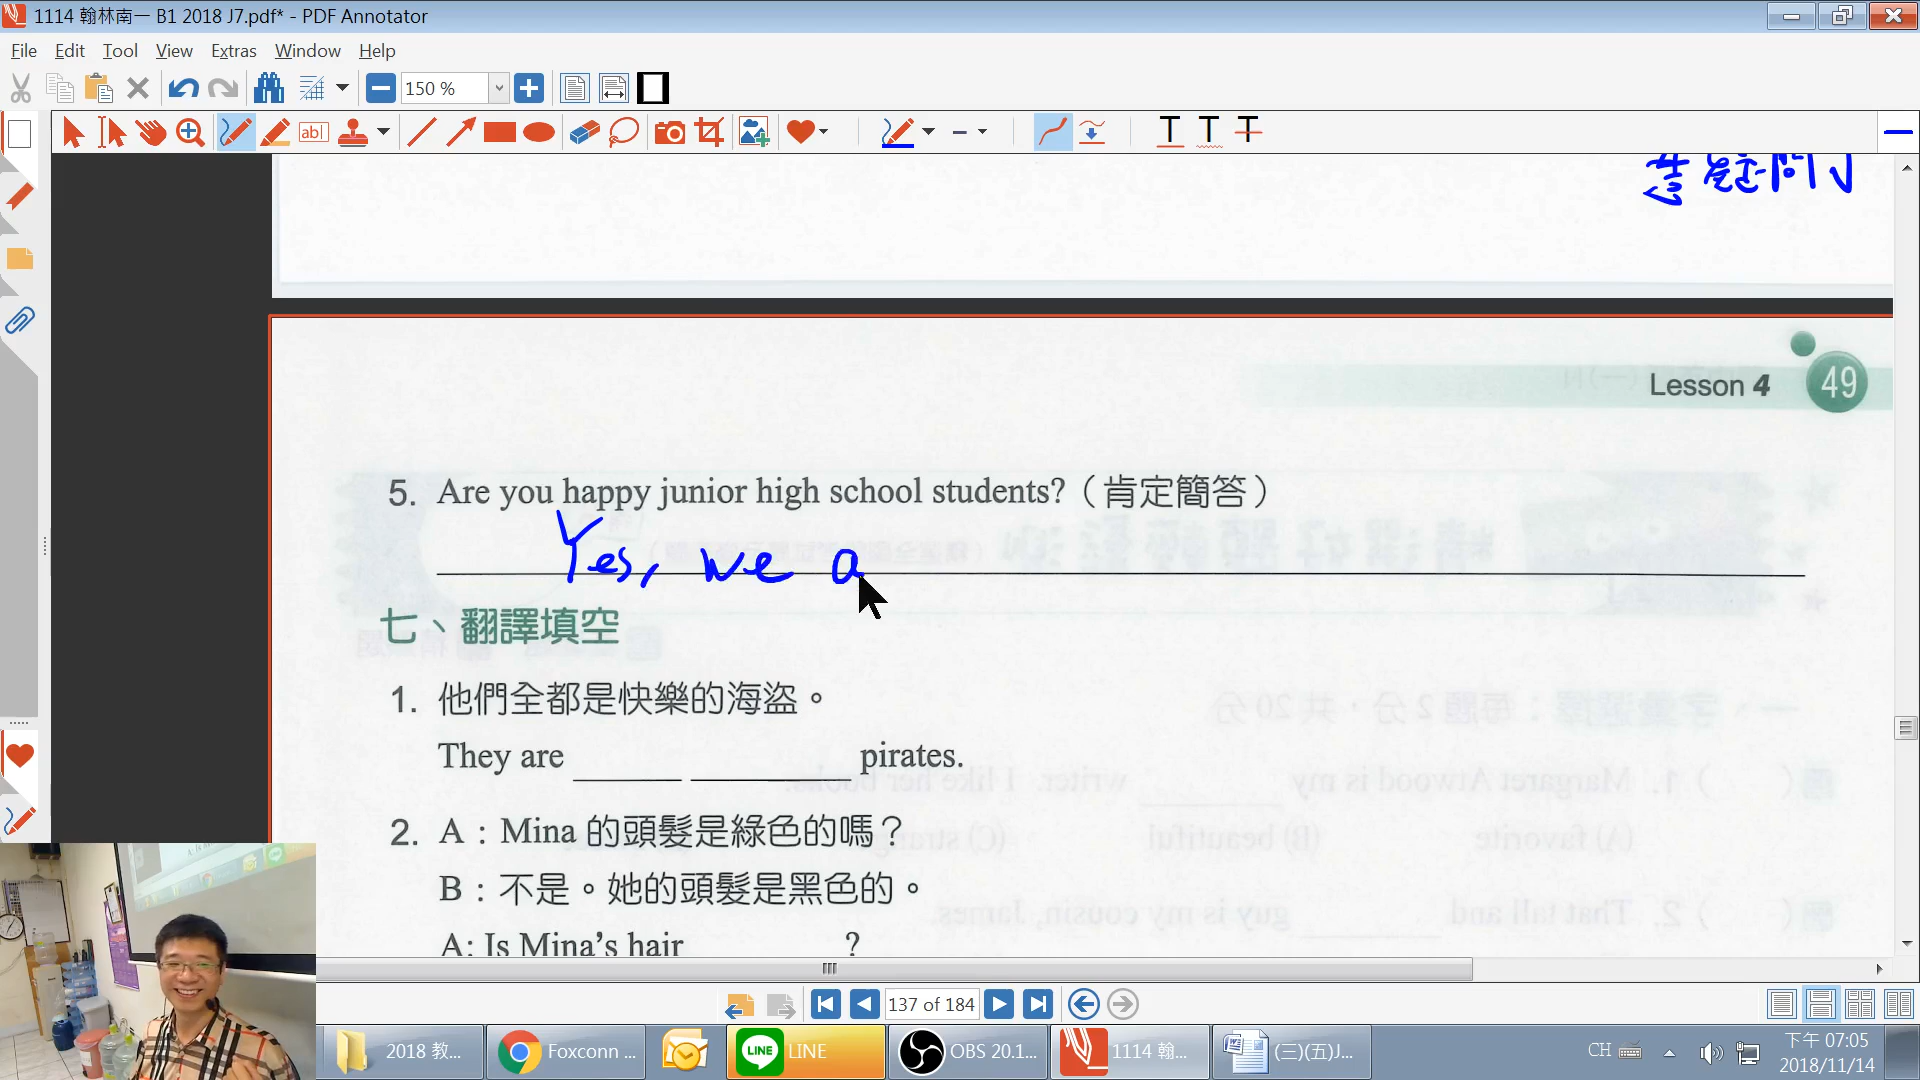 1114 翰林南一 B1 2018 J7.pdf* - PDF Annotator
File Edit Tool View Extras Window Help
150 %
ab
T T T
Lesson 4 49
5. Are you happy junior high school students?（肯定簡答）
Yes, we a
七、翻譯填空
1. 他們全都是快樂的海盜。
They are pirates.
2. A：Mina 的頭髮是綠色的嗎？
B：不是。她的頭髮是黑色的。
A: Is Mina's hair ?
137 of 184
2018 教... Foxconn ... LINE LINE OBS 20.1... 1114 翰... (三)(五)J... CH
下午 07:05
2018/11/14